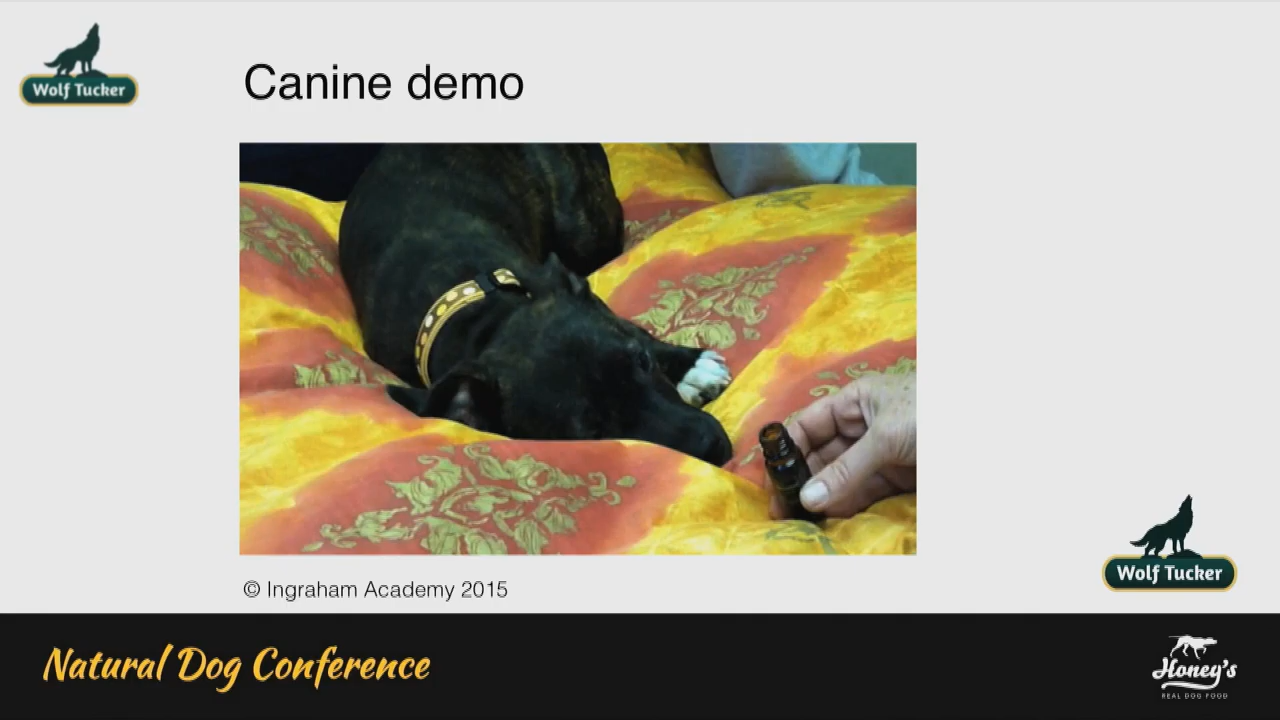 Wolf Tucker
Canine demo
© Ingraham Academy 2015
Wolf Tucker
Natural Dog Conference
Honey's
REAL DOG FOOD